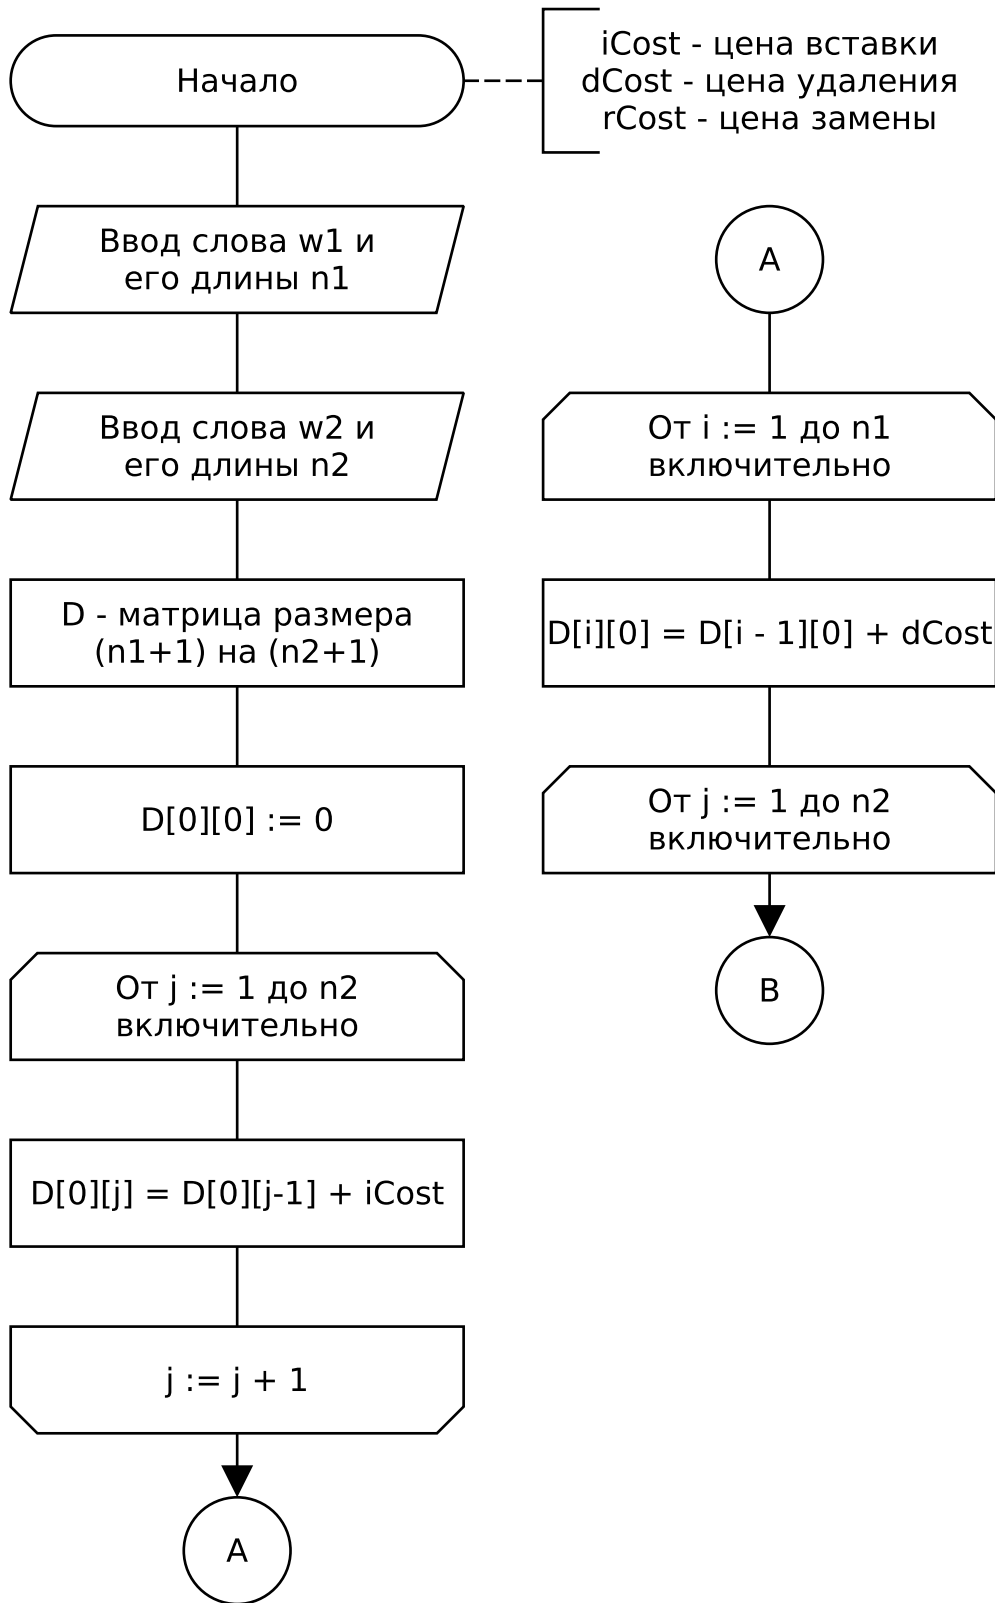 Начало
iCost - цена вставки
dCost - цена удаления
rCost - цена замены
Ввод слова w1 и
его длины n1
Ввод слова w2 и
его длины n2
D - матрица размера
(n1+1) на (n2+1)
D[0][0] := 0
От j := 1 до n2
включительно
D[0][j] = D[0][j-1] + iCost
j := j + 1
A
A
От i := 1 до n1
включительно
D[i][0] = D[i - 1][0] + dCost
От j := 1 до n2
включительно
B